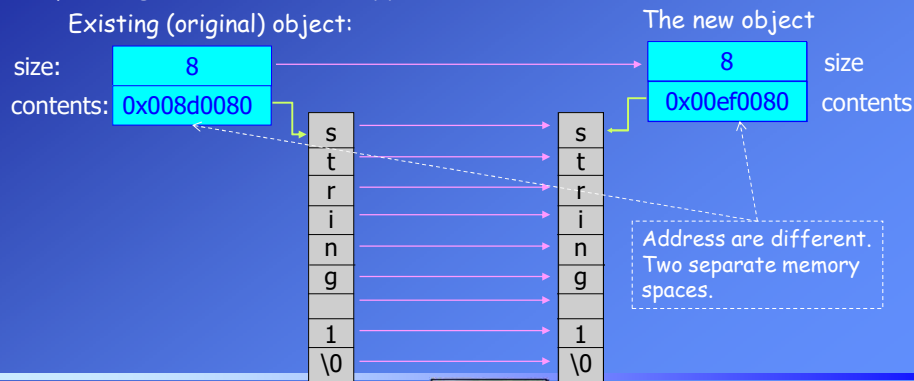 Existing (original) object:
The new object
size:
8
8
size
contents:
0x008d0080
0x00ef0080
contents
s
s
t
t
r
r
i
i
n
n
g
g
1
1
\0
\0
Address are different.
Two separate memory
spaces.